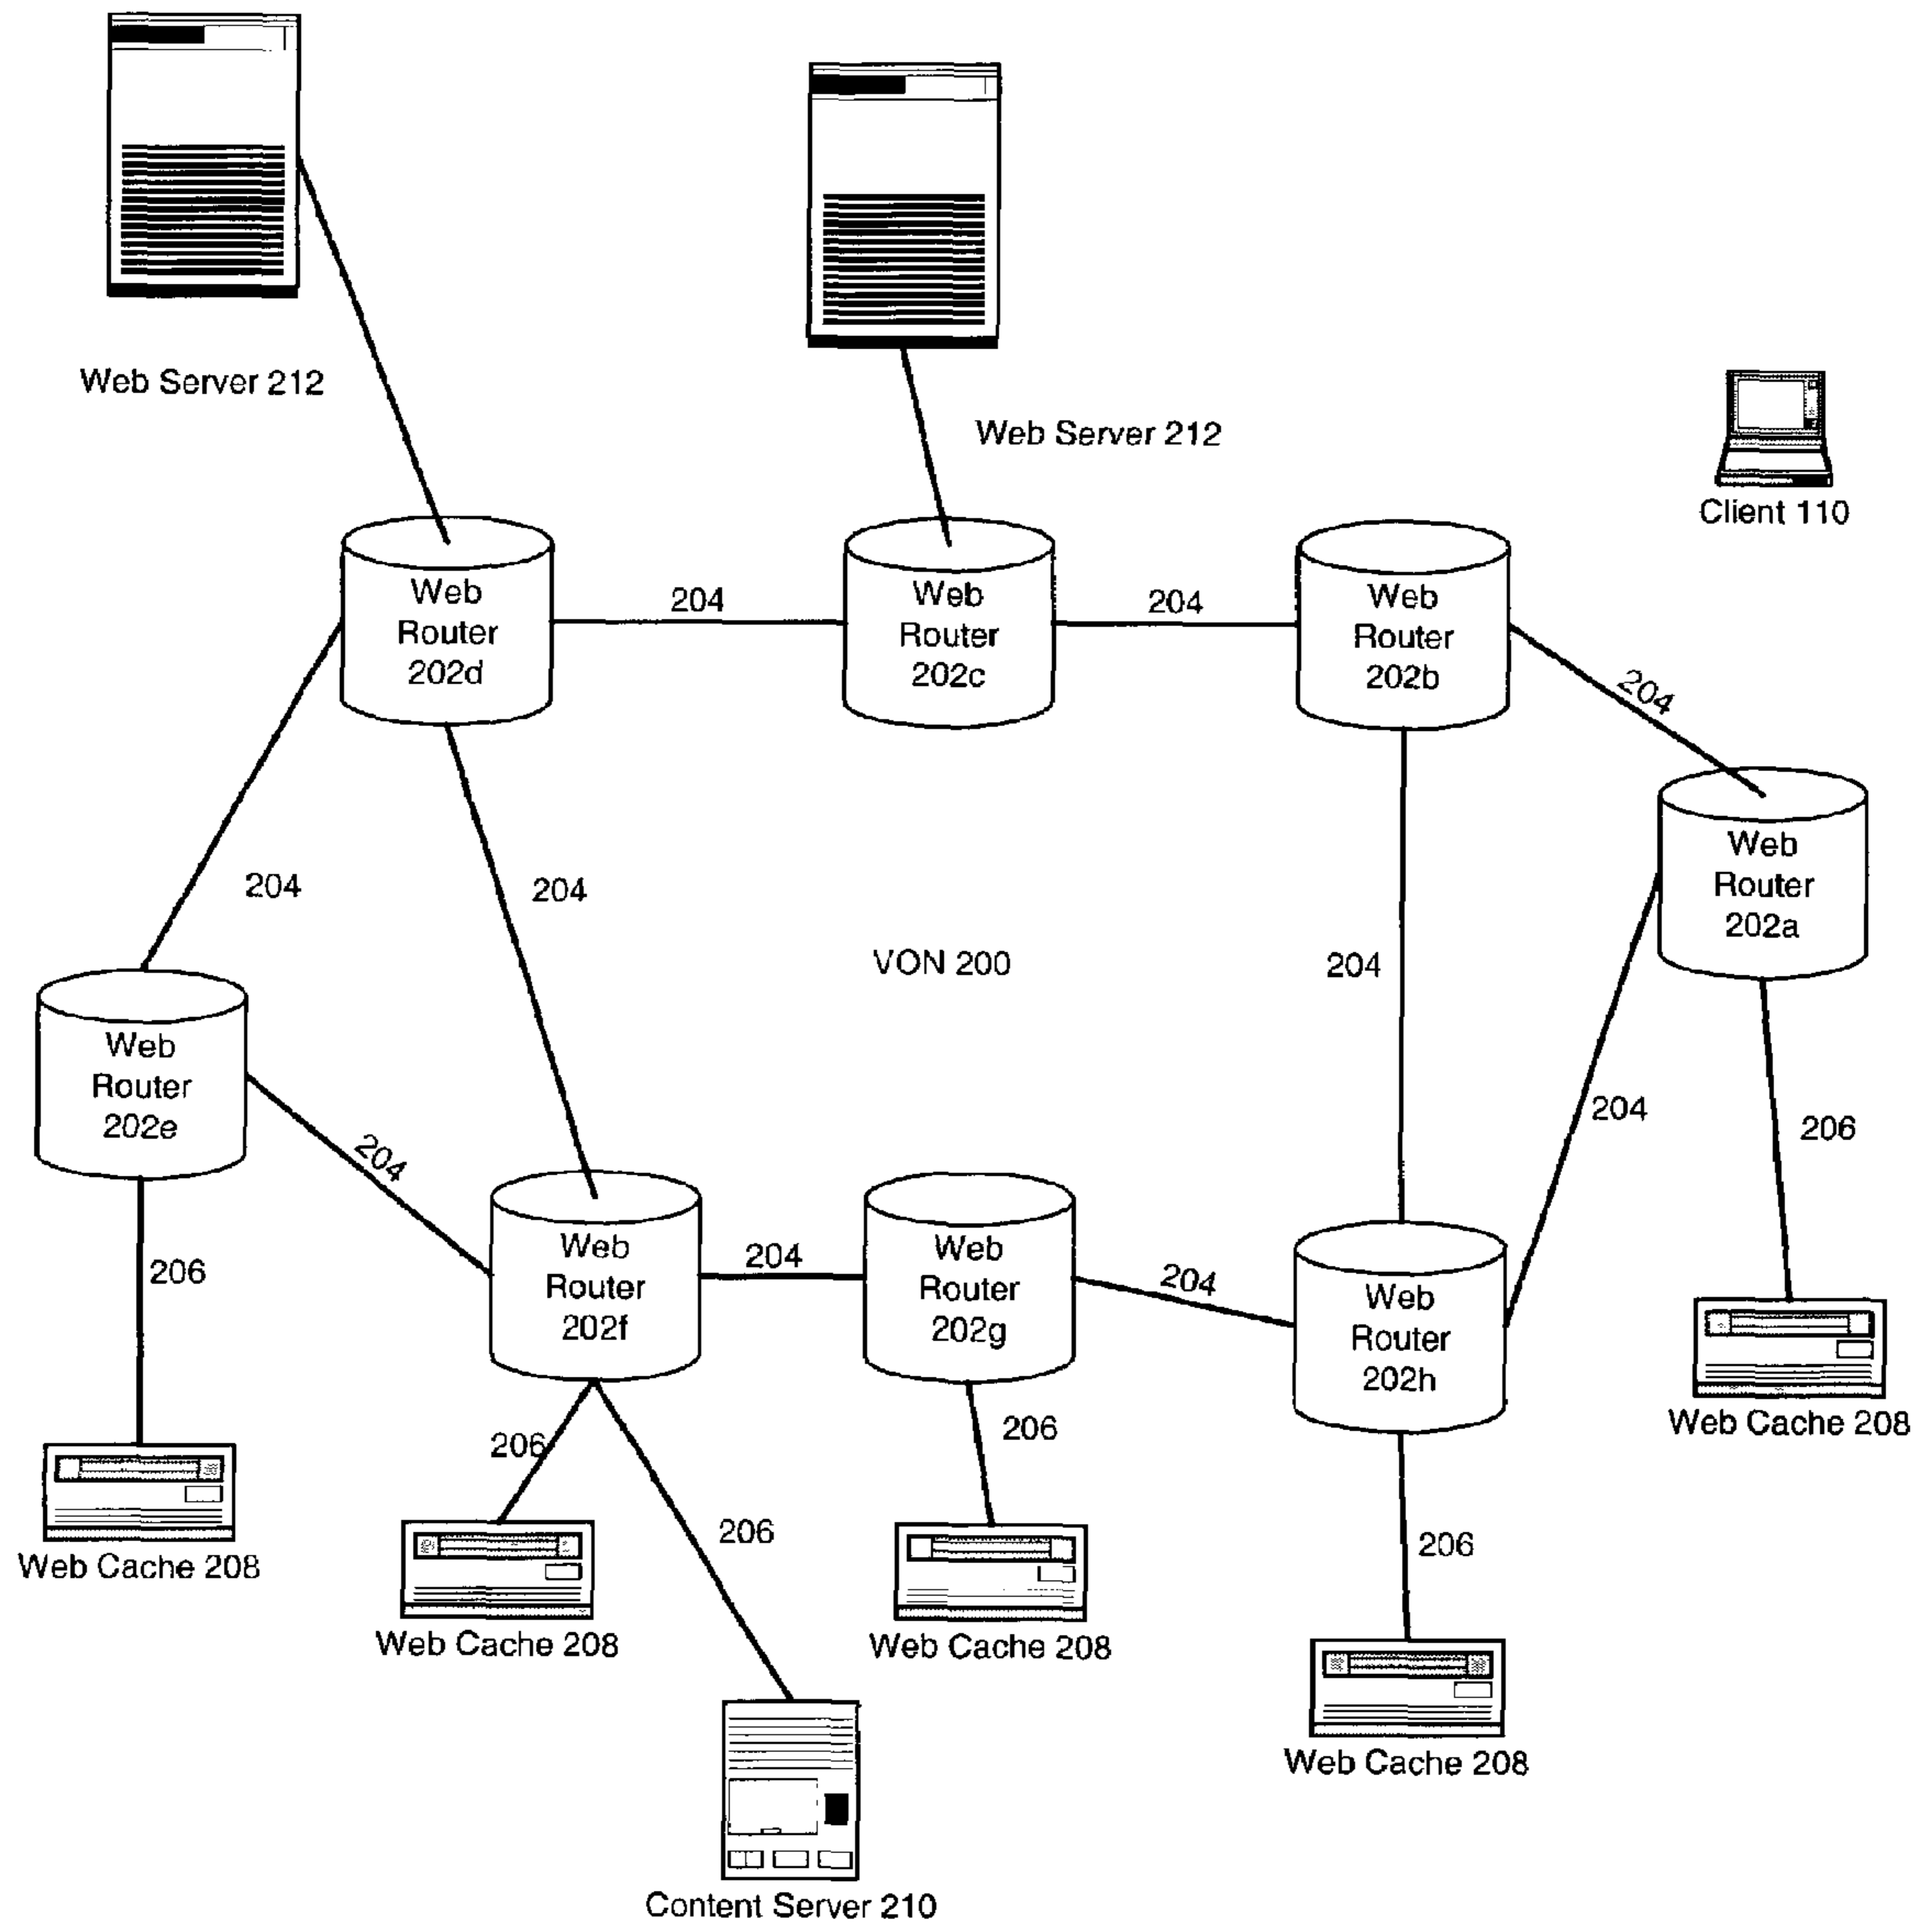 Web Server 212
Web Server 212
Client 110
Web
Router
202d
204
Web
Router
202c
204
Web
Router
202b
204
Web
Router
202a
204
204
VON 200
204
204
206
Web
Router
202e
204
206
Web
Router
202f
204
Web
Router
202g
204
Web
Router
202h
Web Cache 208
206
206
206
206
Web Cache 208
Web Cache 208
Web Cache 208
Web Cache 208
Content Server 210